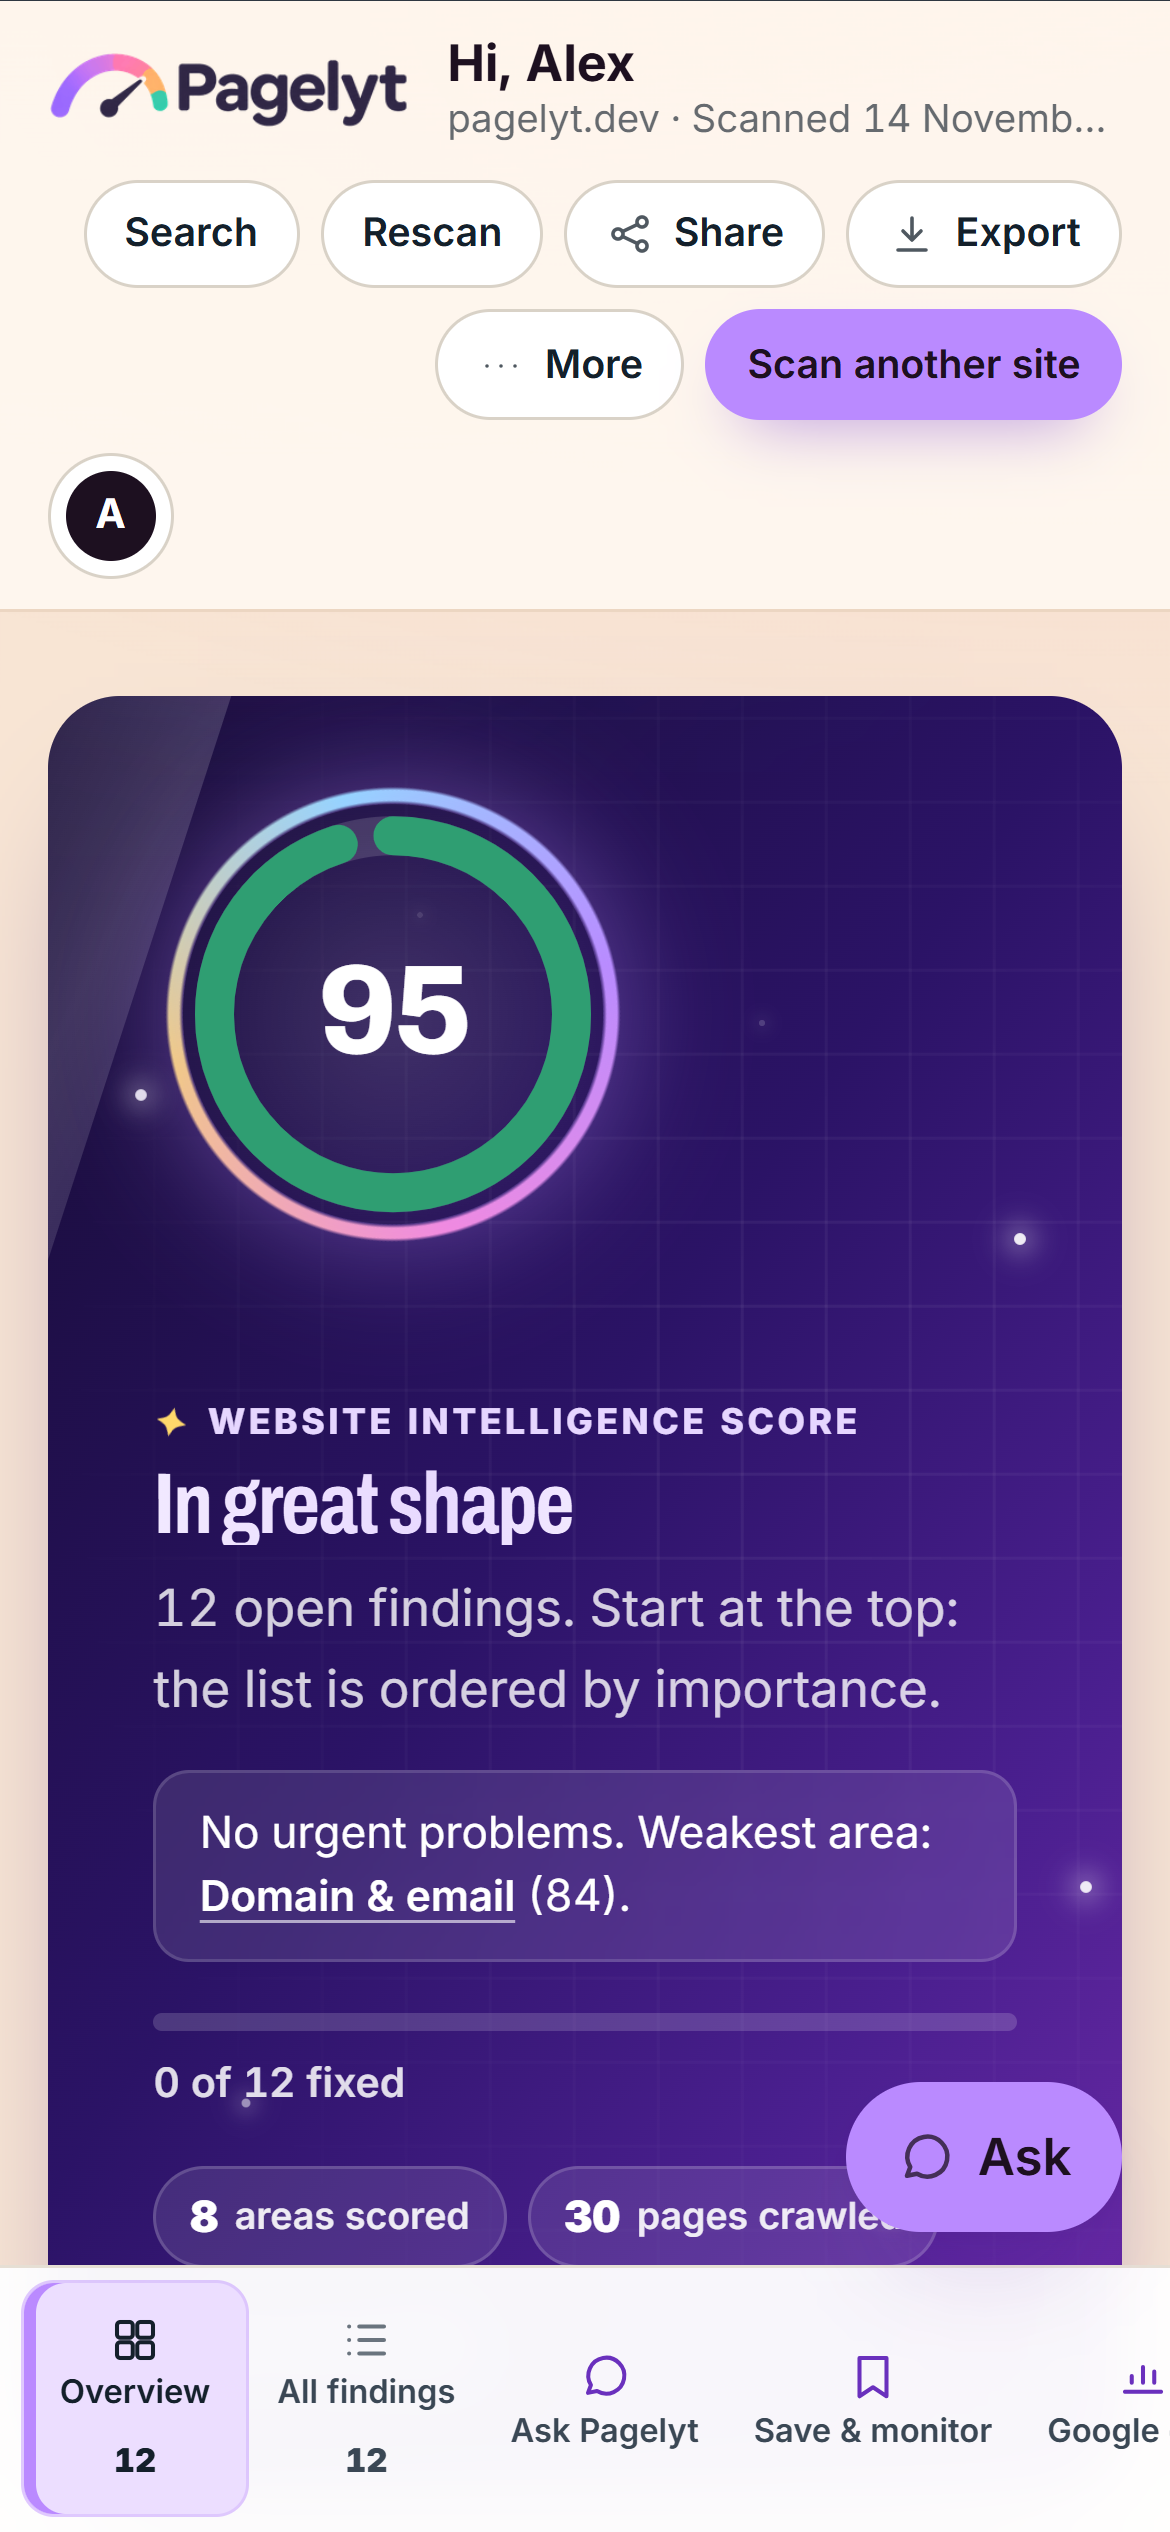 Pagelyt
Hi, Alex
pagelyt.dev · Scanned 14 Novemb...
Search
Rescan
Share
Export
··· More
Scan another site
A
95
WEBSITE INTELLIGENCE SCORE
In great shape
12 open findings. Start at the top:
the list is ordered by importance.
No urgent problems. Weakest area:
Domain & email (84).
0 of 12 fixed
Ask
8 areas scored
30 pages crawled
Overview
12
All findings
12
Ask Pagelyt
Save & monitor
Google